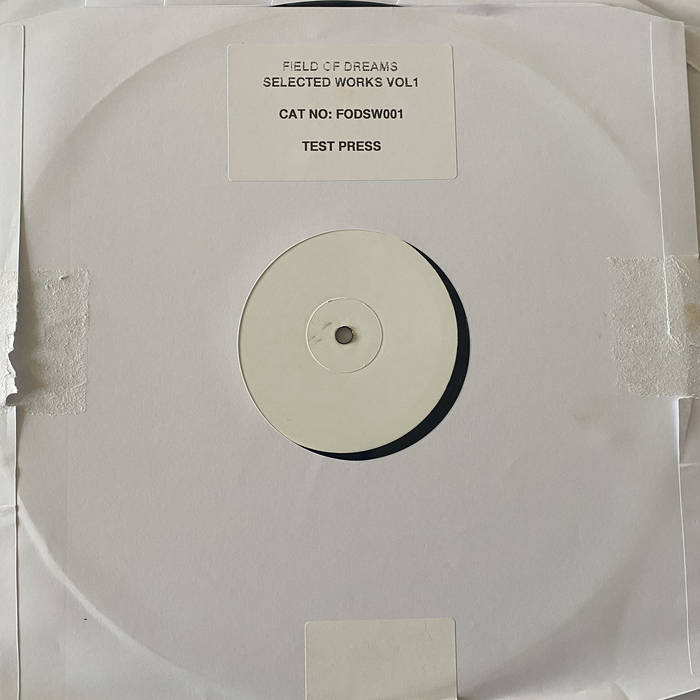 FIELD OF DREAMS
SELECTED WORKS VOL1
CAT NO: FODSW001
TEST PRESS